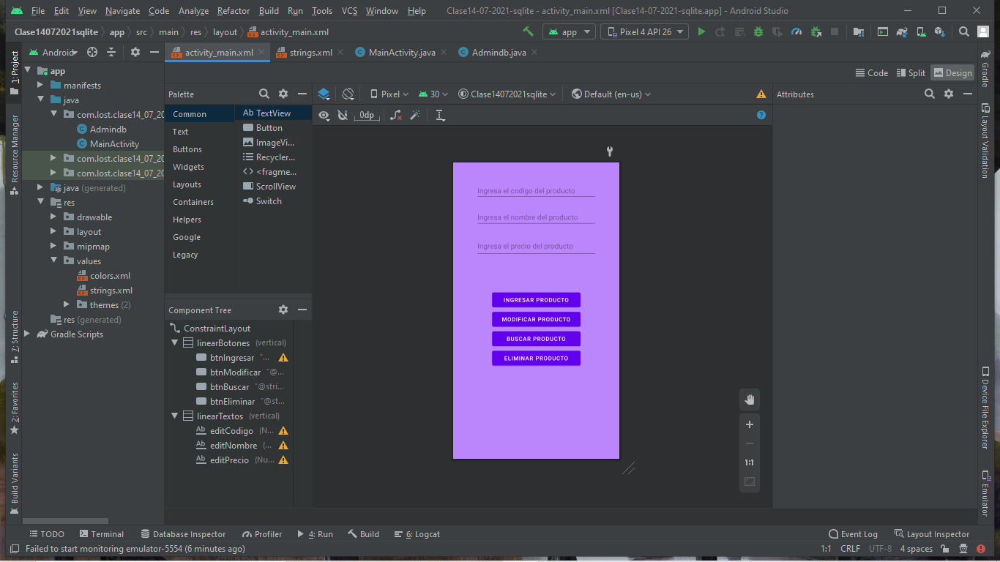 File Edit View Navigate Code Analyze Refactor Build Run Tools VCS Window Help Clase14-07-2021-sqlite - activity_main.xml [Clase14-07-2021-sqlite.app] - Android Studio
Clase14072021sqlite app src main res layout activity_main.xml app Pixel 4 API 26
1: Project
Resource Manager
7: Structure
2: Favorites
Build Variants
Android
app
manifests
java
com.lost.clase14_07_20
Admindb
MainActivity
com.lost.clase14_07_20
com.lost.clase14_07_20
java (generated)
res
drawable
layout
mipmap
values
colors.xml
strings.xml
themes (2)
res (generated)
Gradle Scripts
activity_main.xml strings.xml MainActivity.java Admindb.java
Code Split Design
Palette
Common
Text
Buttons
Widgets
Layouts
Containers
Helpers
Google
Legacy
Ab TextView
Button
ImageVi...
Recycler...
<fragme...
ScrollView
Switch
Pixel 30 Clase14072021sqlite Default (en-us)
0dp
Component Tree
ConstraintLayout
linearBotones (vertical)
btnIngresar "...
btnModificar "@...
btnBuscar "@stri...
btnEliminar "@st...
linearTextos (vertical)
Ab editCodigo (N...
Ab editNombre (...
Ab editPrecio (Nu...
Ingresa el codigo del producto
Ingresa el nombre del producto
Ingresa el precio del producto
INGRESAR PRODUCTO
MODIFICAR PRODUCTO
BUSCAR PRODUCTO
ELIMINAR PRODUCTO
1:1
Attributes
Gradle
Layout Validation
Device File Explorer
Emulator
TODO Terminal Database Inspector Profiler 4: Run Build 6: Logcat Event Log Layout Inspector
Failed to start monitoring emulator-5554 (6 minutes ago) 1:1 CRLF UTF-8 4 spaces